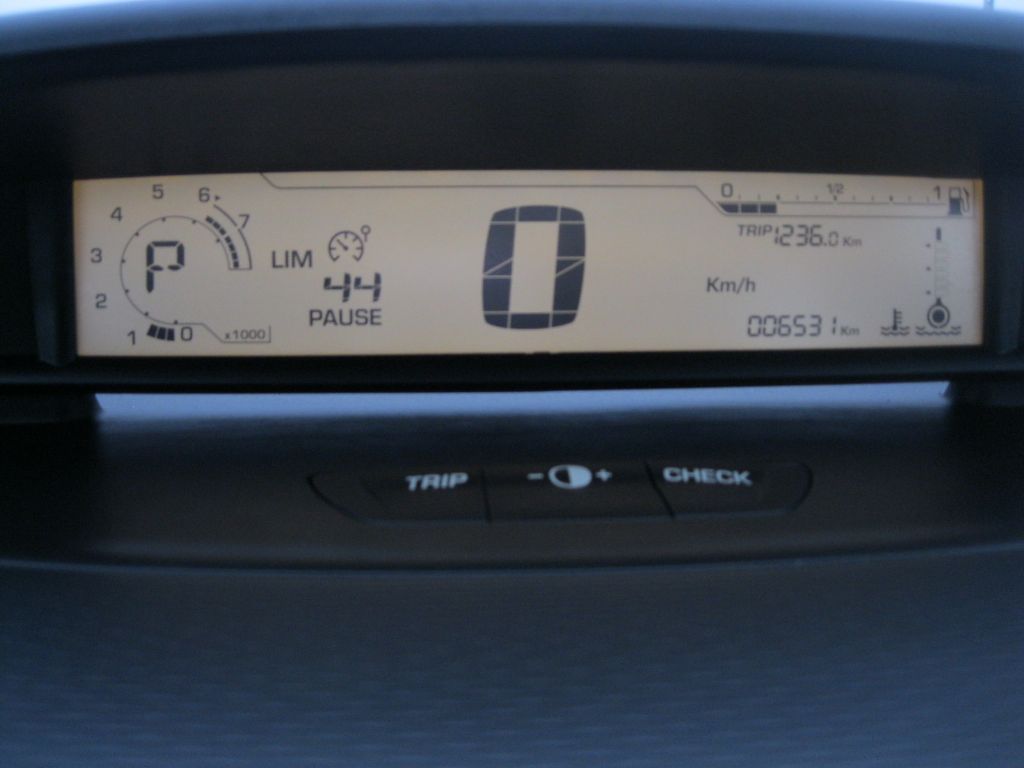 0 1/2 1
5 6
4 7
P
3
LIM
2
44
PAUSE
1 0 x1000
0
TRIP 1236.0 Km
Km/h
006531 Km
TRIP - + CHECK